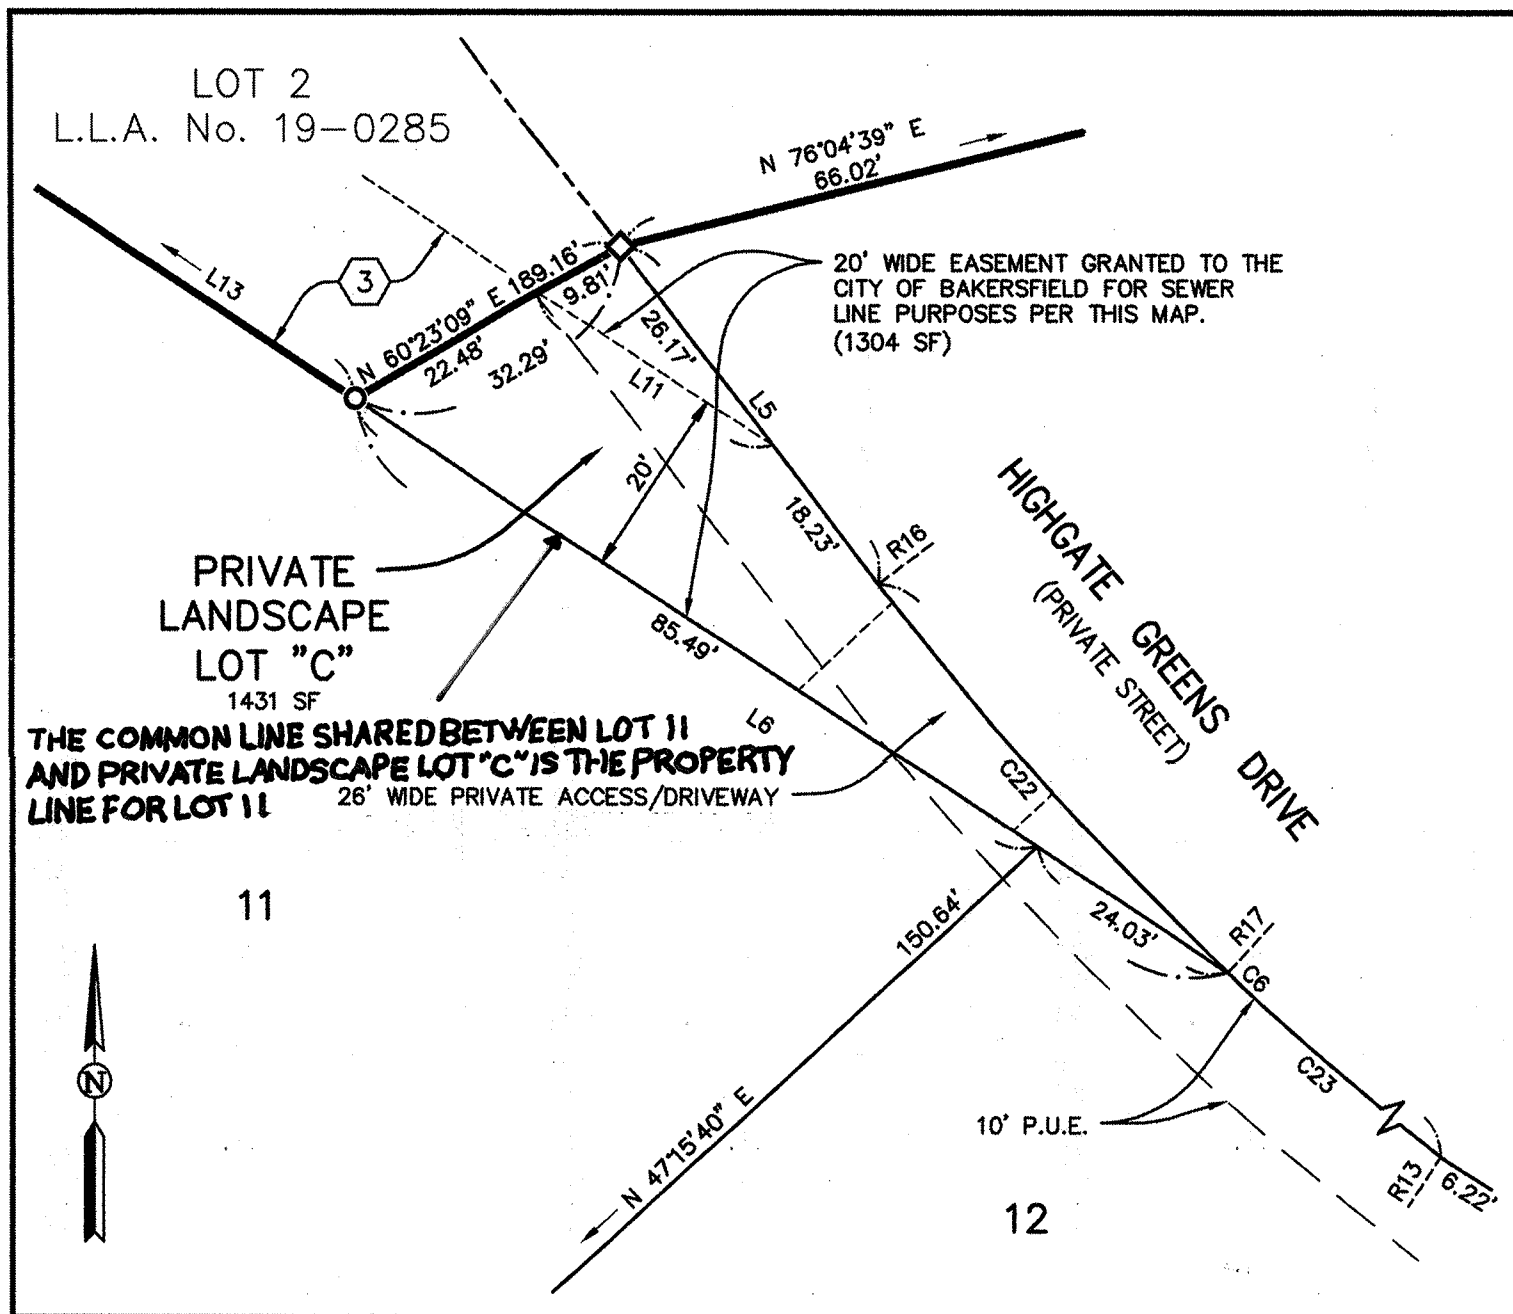 LOT 2
L.L.A. No. 19-0285
N 76°04'39" E
66.02'
L13
3
N 60°23'09" E 189.16'
9.81'
22.48'
32.29'
26.17'
20' WIDE EASEMENT GRANTED TO THE
CITY OF BAKERSFIELD FOR SEWER
LINE PURPOSES PER THIS MAP.
(1304 SF)
L11
L5
20'
18.23'
R16
HIGHGATE GREENS DRIVE
(PRIVATE STREET)
PRIVATE
LANDSCAPE
LOT "C"
1431 SF
85.49'
L6
THE COMMON LINE SHARED BETWEEN LOT 11
AND PRIVATE LANDSCAPE LOT "C" IS THE PROPERTY
LINE FOR LOT 11
26' WIDE PRIVATE ACCESS/DRIVEWAY
C22
11
150.64'
24.03'
R17
C6
C23
N
N 47°15'40" E
10' P.U.E.
12
R13
6.22'